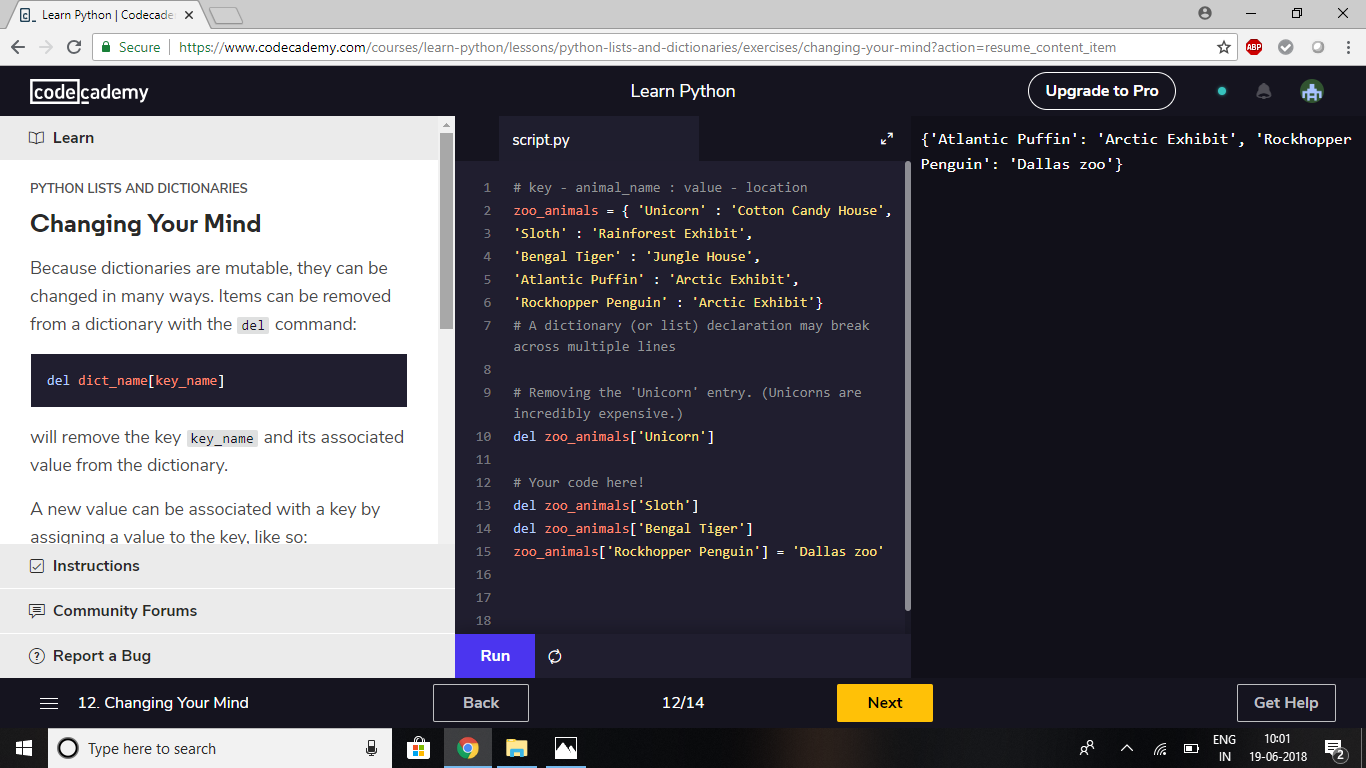 Learn Python | Codecade
Secure https://www.codecademy.com/courses/learn-python/lessons/python-lists-and-dictionaries/exercises/changing-your-mind?action=resume_content_item
ABP
codecademy
Learn Python
Upgrade to Pro
Learn
PYTHON LISTS AND DICTIONARIES
Changing Your Mind
Because dictionaries are mutable, they can be
changed in many ways. Items can be removed
from a dictionary with the del command:
del dict_name[key_name]
will remove the key key_name and its associated
value from the dictionary.
A new value can be associated with a key by
assigning a value to the key, like so:
Instructions
Community Forums
Report a Bug
script.py
1 # key - animal_name : value - location
2 zoo_animals = { 'Unicorn' : 'Cotton Candy House',
3 'Sloth' : 'Rainforest Exhibit',
4 'Bengal Tiger' : 'Jungle House',
5 'Atlantic Puffin' : 'Arctic Exhibit',
6 'Rockhopper Penguin' : 'Arctic Exhibit'}
7 # A dictionary (or list) declaration may break
across multiple lines
8
9 # Removing the 'Unicorn' entry. (Unicorns are
incredibly expensive.)
10 del zoo_animals['Unicorn']
11
12 # Your code here!
13 del zoo_animals['Sloth']
14 del zoo_animals['Bengal Tiger']
15 zoo_animals['Rockhopper Penguin'] = 'Dallas zoo'
16
17
18
Run
{'Atlantic Puffin': 'Arctic Exhibit', 'Rockhopper
Penguin': 'Dallas zoo'}
12. Changing Your Mind
Back
12/14
Next
Get Help
Type here to search
ENG
IN
10:01
19-06-2018
2